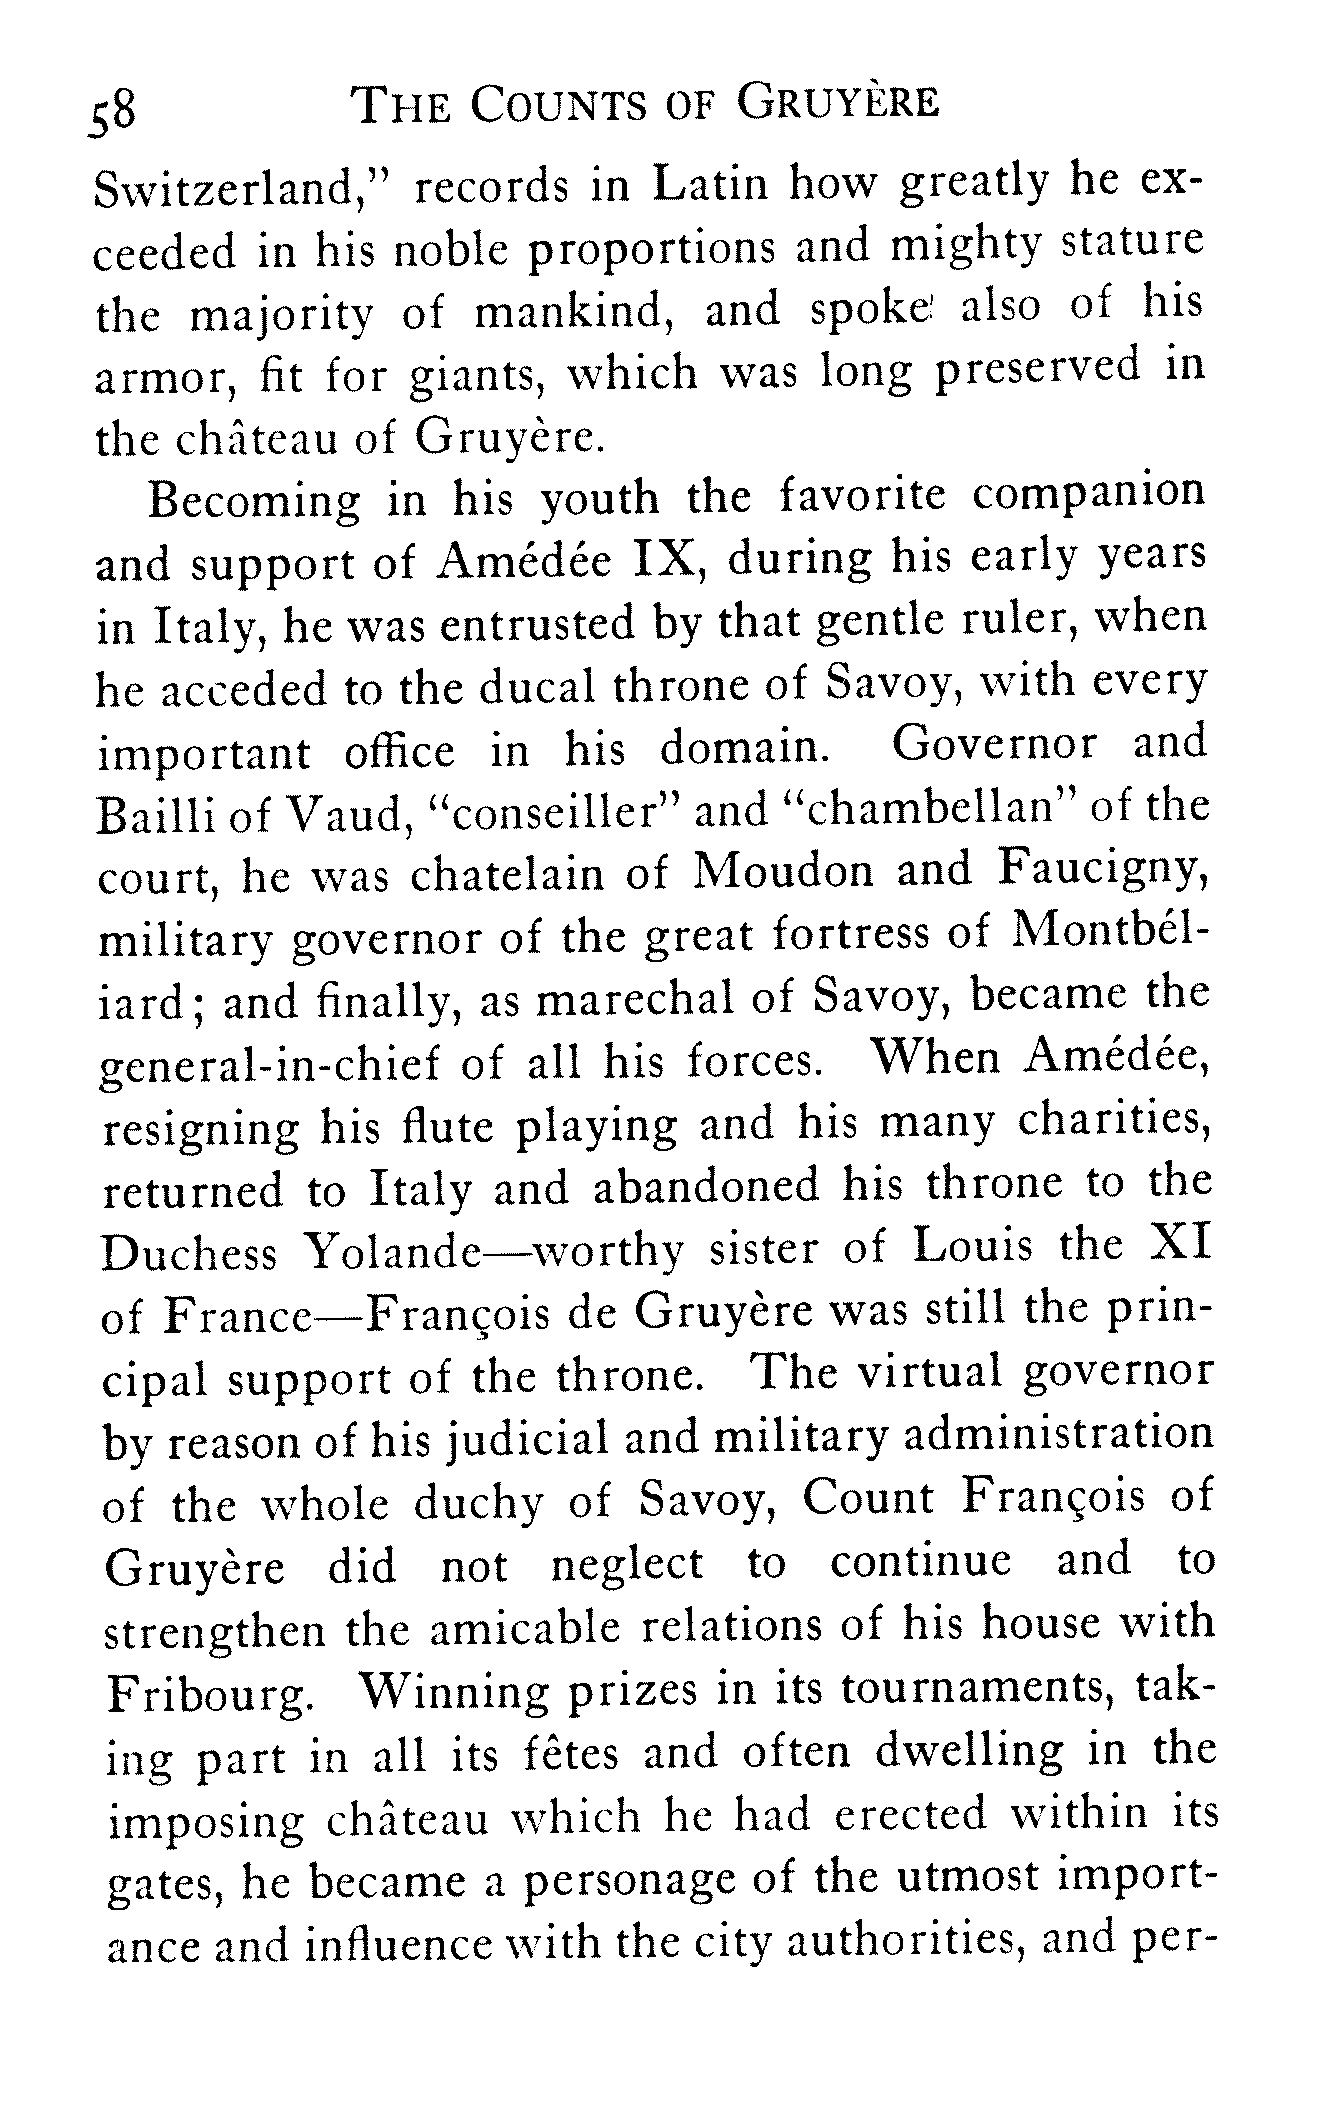 58 THE COUNTS OF GRUYÈRE
Switzerland,” records in Latin how greatly he ex-
ceeded in his noble proportions and mighty stature
the majority of mankind, and spoke also of his
armor, fit for giants, which was long preserved in
the château of Gruyère.
Becoming in his youth the favorite companion
and support of Amédée IX, during his early years
in Italy, he was entrusted by that gentle ruler, when
he acceded to the ducal throne of Savoy, with every
important office in his domain. Governor and
Bailli of Vaud, “conseiller” and “chambellan” of the
court, he was chatelain of Moudon and Faucigny,
military governor of the great fortress of Montbél-
iard; and finally, as marechal of Savoy, became the
general-in-chief of all his forces. When Amédée,
resigning his flute playing and his many charities,
returned to Italy and abandoned his throne to the
Duchess Yolande—worthy sister of Louis the XI
of France—François de Gruyère was still the prin-
cipal support of the throne. The virtual governor
by reason of his judicial and military administration
of the whole duchy of Savoy, Count François of
Gruyère did not neglect to continue and to
strengthen the amicable relations of his house with
Fribourg. Winning prizes in its tournaments, tak-
ing part in all its fêtes and often dwelling in the
imposing château which he had erected within its
gates, he became a personage of the utmost import-
ance and influence with the city authorities, and per-